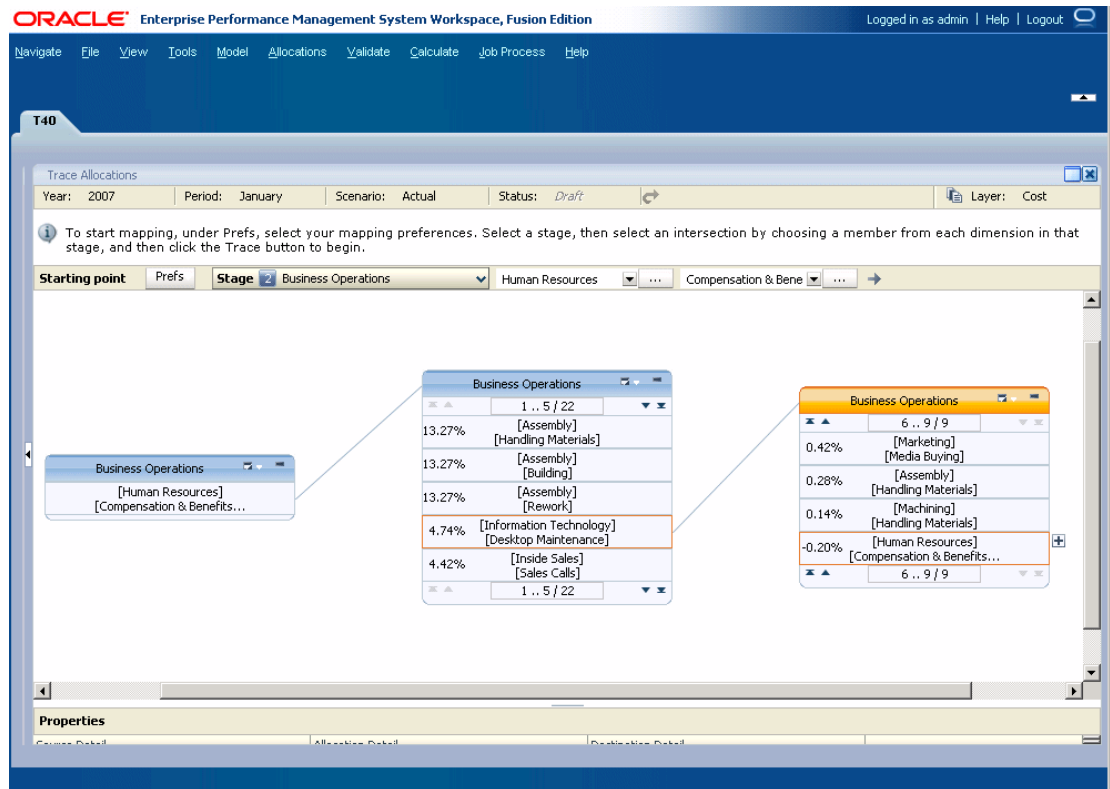 ORACLE Enterprise Performance Management System Workspace, Fusion Edition Logged in as admin | Help | Logout
Navigate File View Tools Model Allocations Validate Calculate Job Process Help
T40
Trace Allocations
Year: 2007 Period: January Scenario: Actual Status: Draft Layer: Cost
To start mapping, under Prefs, select your mapping preferences. Select a stage, then select an intersection by choosing a member from each dimension in that
stage, and then click the Trace button to begin.
Starting point Prefs Stage 2 Business Operations Human Resources ... Compensation & Bene ...
Business Operations
[Human Resources]
[Compensation & Benefits...
Business Operations
1 .. 5 / 22
13.27% [Assembly]
[Handling Materials]
13.27% [Assembly]
[Building]
13.27% [Assembly]
[Rework]
4.74% [Information Technology]
[Desktop Maintenance]
4.42% [Inside Sales]
[Sales Calls]
1 .. 5 / 22
Business Operations
6 .. 9 / 9
0.42% [Marketing]
[Media Buying]
0.28% [Assembly]
[Handling Materials]
0.14% [Machining]
[Handling Materials]
-0.20% [Human Resources]
[Compensation & Benefits...
6 .. 9 / 9
Properties
Source Detail Allocation Detail Destination Detail